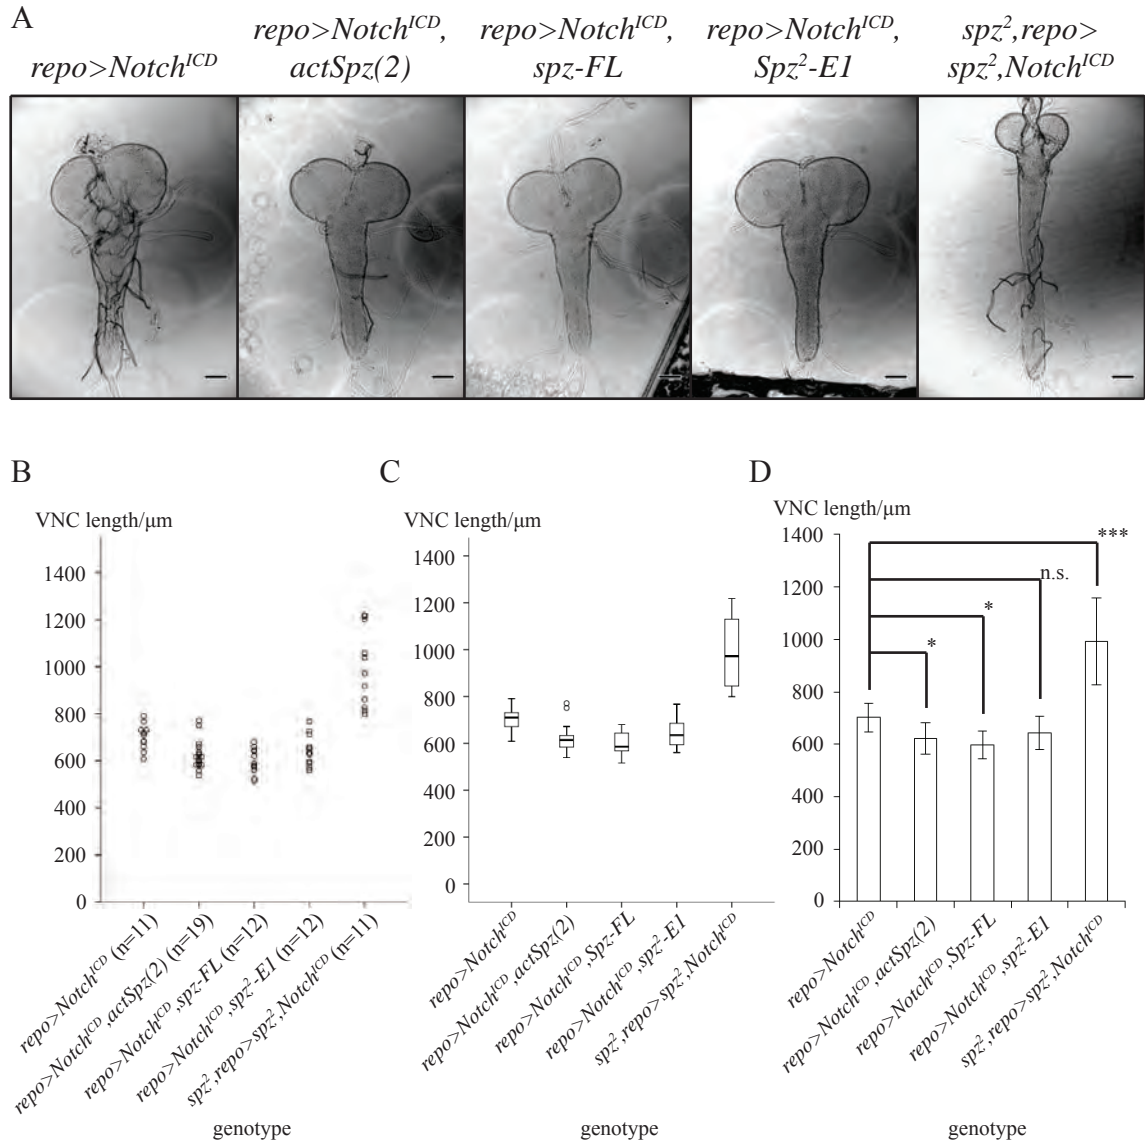 A
repo>Notch^ICD
repo>Notch^ICD,
actSpz(2)
repo>Notch^ICD,
spz-FL
repo>Notch^ICD,
Spz²-E1
spz²,repo>
spz²,Notch^ICD
B
VNC length/μm
1400
1200
1000
800
600
400
200
0
repo>Notch^ICD (n=11)
repo>Notch^ICD,actSpz(2) (n=19)
repo>Notch^ICD,spz-FL (n=12)
repo>Notch^ICD,spz²-E1 (n=12)
spz²,repo>spz²,Notch^ICD (n=11)
genotype
C
VNC length/μm
1400
1200
1000
800
600
400
200
0
repo>Notch^ICD
repo>Notch^ICD,actSpz(2)
repo>Notch^ICD,Spz-FL
repo>Notch^ICD,spz²-E1
spz²,repo>spz²,Notch^ICD
genotype
D
VNC length/μm
1400
1200
1000
800
600
400
200
0
***
n.s.
*
*
repo>Notch^ICD
repo>Notch^ICD,actSpz(2)
repo>Notch^ICD,Spz-FL
repo>Notch^ICD,spz²-E1
spz²,repo>spz²,Notch^ICD
genotype